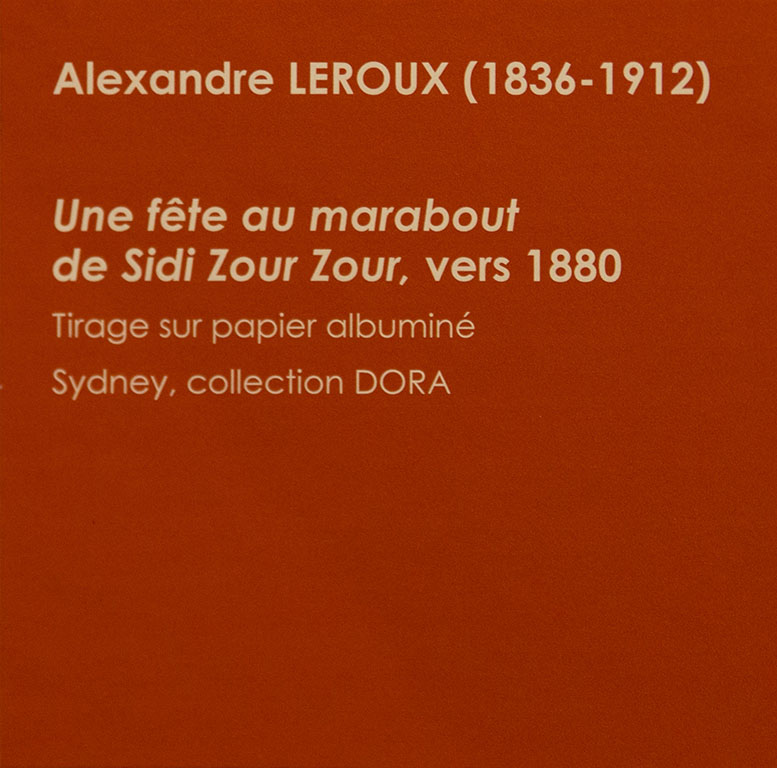 Alexandre LEROUX (1836-1912)
Une fête au marabout
de Sidi Zour Zour, vers 1880
Tirage sur papier albuminé
Sydney, collection DORA